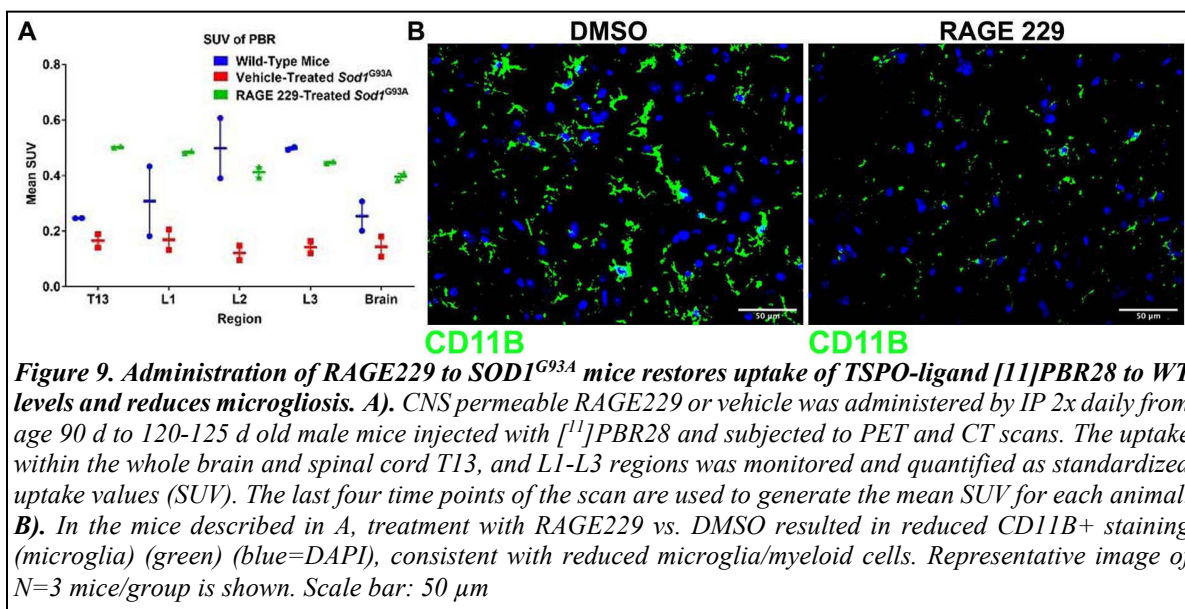 A
B
DMSO
RAGE 229
SUV of PBR
Wild-Type Mice
Vehicle-Treated Sod1G93A
RAGE 229-Treated Sod1G93A
Mean SUV
0.8
0.6
0.4
0.2
0.0
T13 L1 L2 L3 Brain
Region
50 µm
50 µm
CD11B
CD11B
Figure 9. Administration of RAGE229 to SOD1G93A mice restores uptake of TSPO-ligand [11]PBR28 to WT
levels and reduces microgliosis. A). CNS permeable RAGE229 or vehicle was administered by IP 2x daily from
age 90 d to 120-125 d old male mice injected with [11]PBR28 and subjected to PET and CT scans. The uptake
within the whole brain and spinal cord T13, and L1-L3 regions was monitored and quantified as standardized
uptake values (SUV). The last four time points of the scan are used to generate the mean SUV for each animal
B). In the mice described in A, treatment with RAGE229 vs. DMSO resulted in reduced CD11B+ staining
(microglia) (green) (blue=DAPI), consistent with reduced microglia/myeloid cells. Representative image of
N=3 mice/group is shown. Scale bar: 50 µm